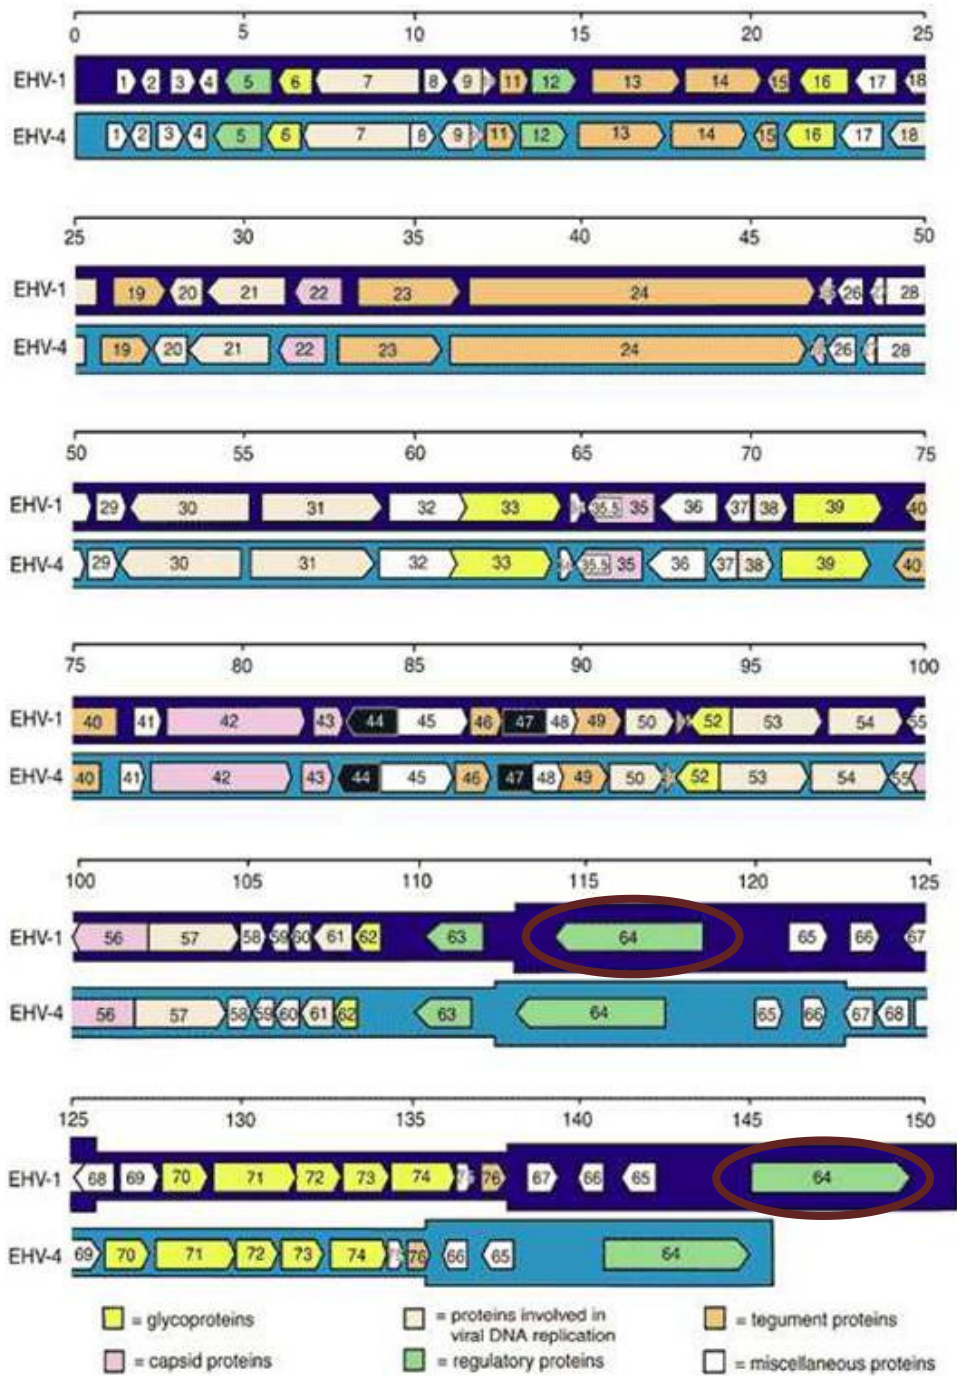 0 5 10 15 20 25
EHV-1 1 2 3 4 5 6 7 8 9 11 12 13 14 15 16 17 18
EHV-4 1 2 3 4 5 6 7 8 9 11 12 13 14 15 16 17 18
25 30 35 40 45 50
EHV-1 19 20 21 22 23 24 26 28
EHV-4 19 20 21 22 23 24 26 28
50 55 60 65 70 75
EHV-1 29 30 31 32 33 35.5 35 36 37 38 39 40
EHV-4 29 30 31 32 33 35.5 35 36 37 38 39 40
75 80 85 90 95 100
EHV-1 40 41 42 43 44 45 46 47 48 49 50 52 53 54 55
EHV-4 40 41 42 43 44 45 46 47 48 49 50 52 53 54 55
100 105 110 115 120 125
EHV-1 56 57 58 59 60 61 62 63 64 65 66 67
EHV-4 56 57 58 59 60 61 62 63 64 65 66 67 68
125 130 135 140 145 150
EHV-1 68 69 70 71 72 73 74 76 67 66 65 64
EHV-4 69 70 71 72 73 74 76 66 65 64
= glycoproteins = proteins involved in = tegument proteins
viral DNA replication
= capsid proteins = regulatory proteins = miscellaneous proteins